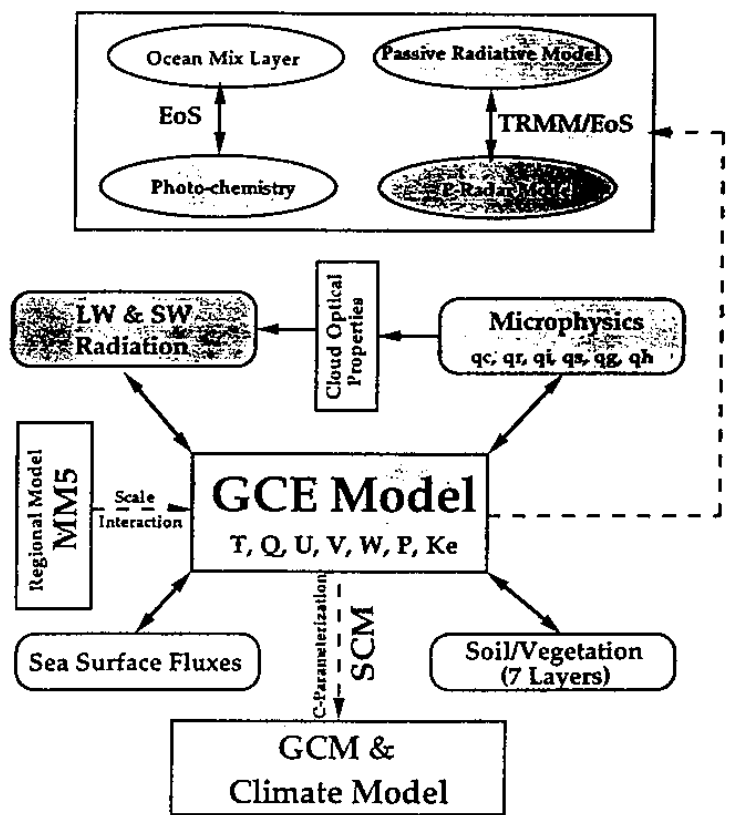 Ocean Mix Layer
Passive Radiative Model
EoS
TRMM/EoS
Photo-chemistry
P-Radar Model
LW & SW
Radiation
Cloud Optical
Properties
Microphysics
qc, qr, qi, qs, qg, qh
Regional Model
MM5
Scale
Interaction
GCE Model
T, Q, U, V, W, P, Ke
C-Parameterization
SCM
Sea Surface Fluxes
Soil/Vegetation
(7 Layers)
GCM &
Climate Model